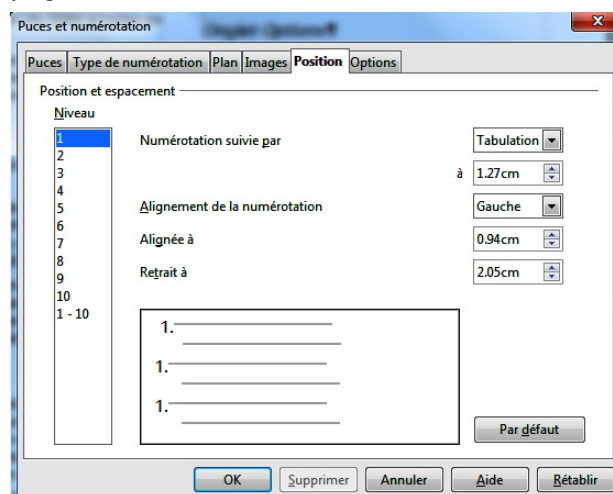 Puces et numérotation
Puces Type de numérotation Plan Images Position Options
Position et espacement
Niveau
1
2
3
4
5
6
7
8
9
10
1 - 10
Numérotation suivie par Tabulation
à 1.27cm
Alignement de la numérotation Gauche
Alignée à 0.94cm
Retrait à 2.05cm
1.
1.
1.
Par défaut
OK Supprimer Annuler Aide Rétablir